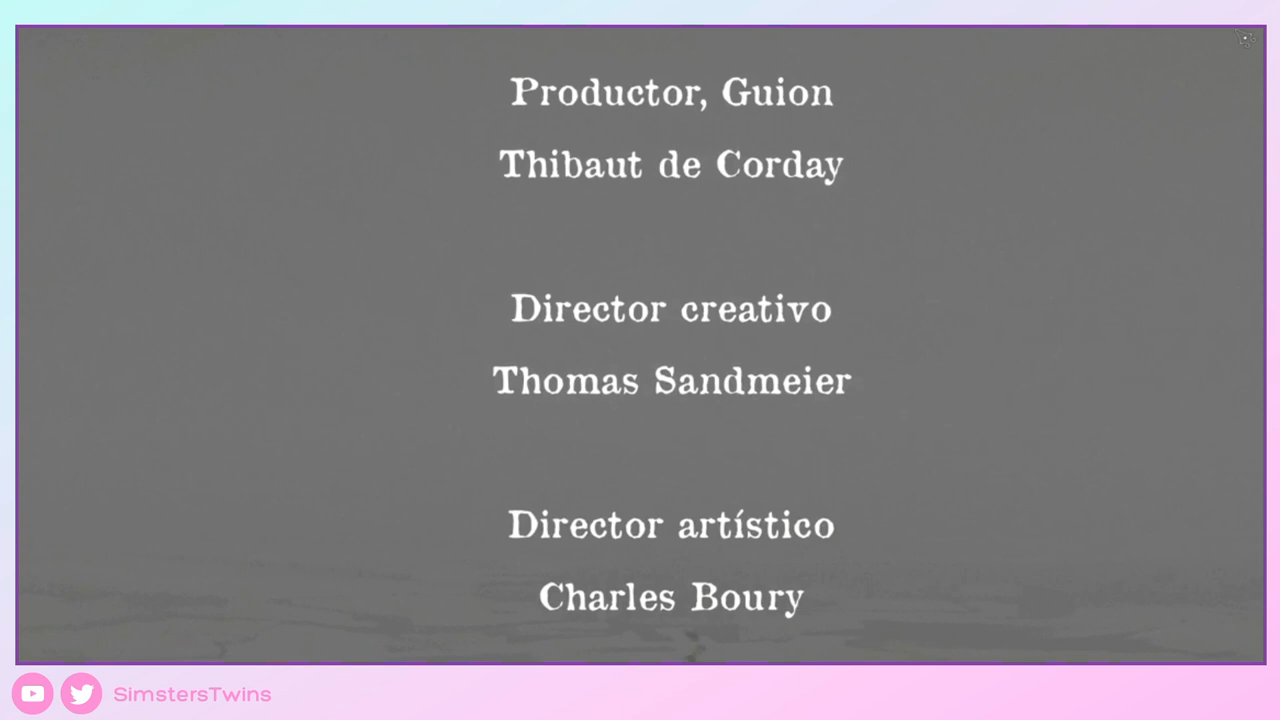 Productor, Guion
Thibaut de Corday
Director creativo
Thomas Sandmeier
Director artístico
Charles Boury
SimstersTwins